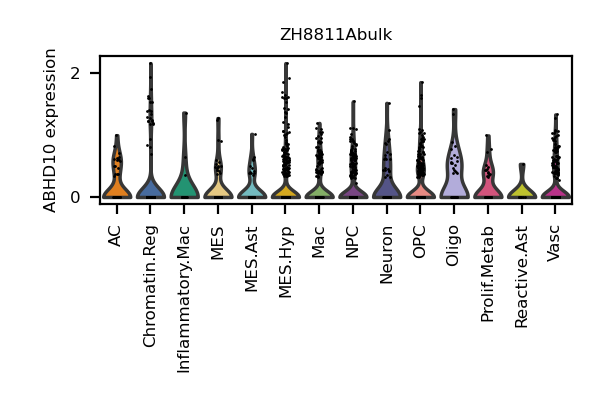 ZH8811Abulk
ABHD10 expression
2
0
AC
Chromatin.Reg
Inflammatory.Mac
MES
MES.Ast
MES.Hyp
Mac
NPC
Neuron
OPC
Oligo
Prolif.Metab
Reactive.Ast
Vasc